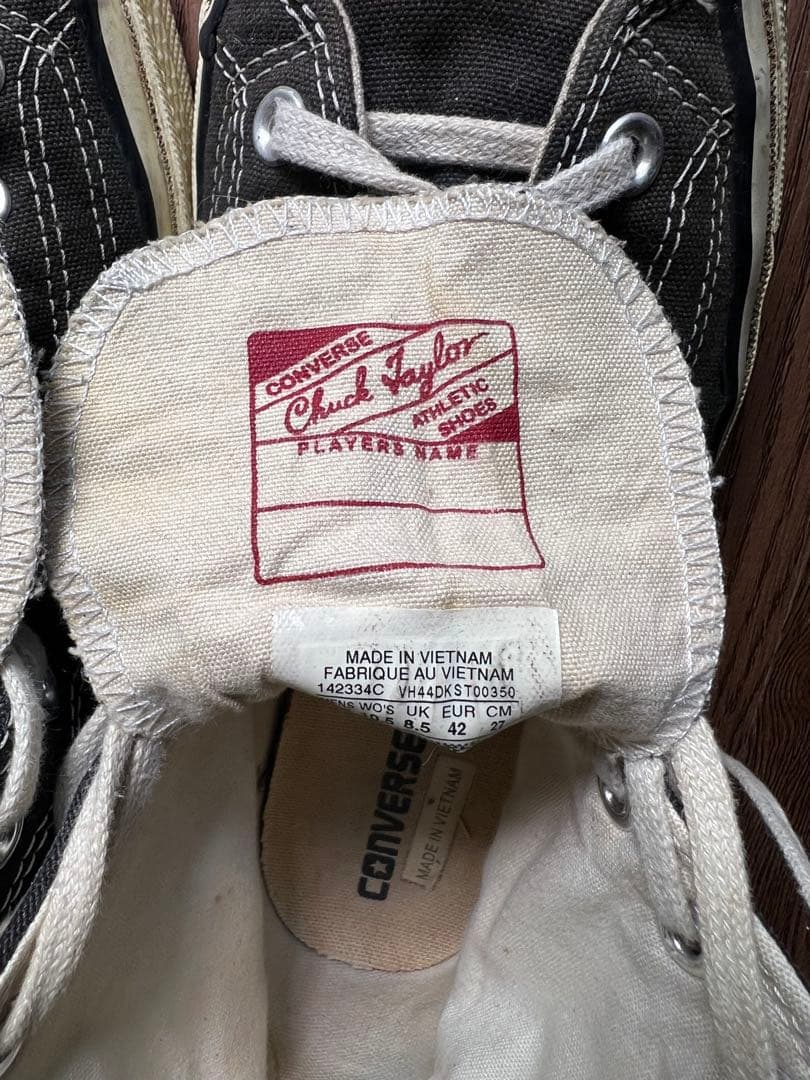 CONVERSE
Chuck Taylor
ATHLETIC
SHOES
PLAYERS NAME
MADE IN VIETNAM
FABRIQUE AU VIETNAM
142334C VH44DKST00350
WO'S UK EUR CM
8.5 42
CONVERSE
MADE IN VIETNAM